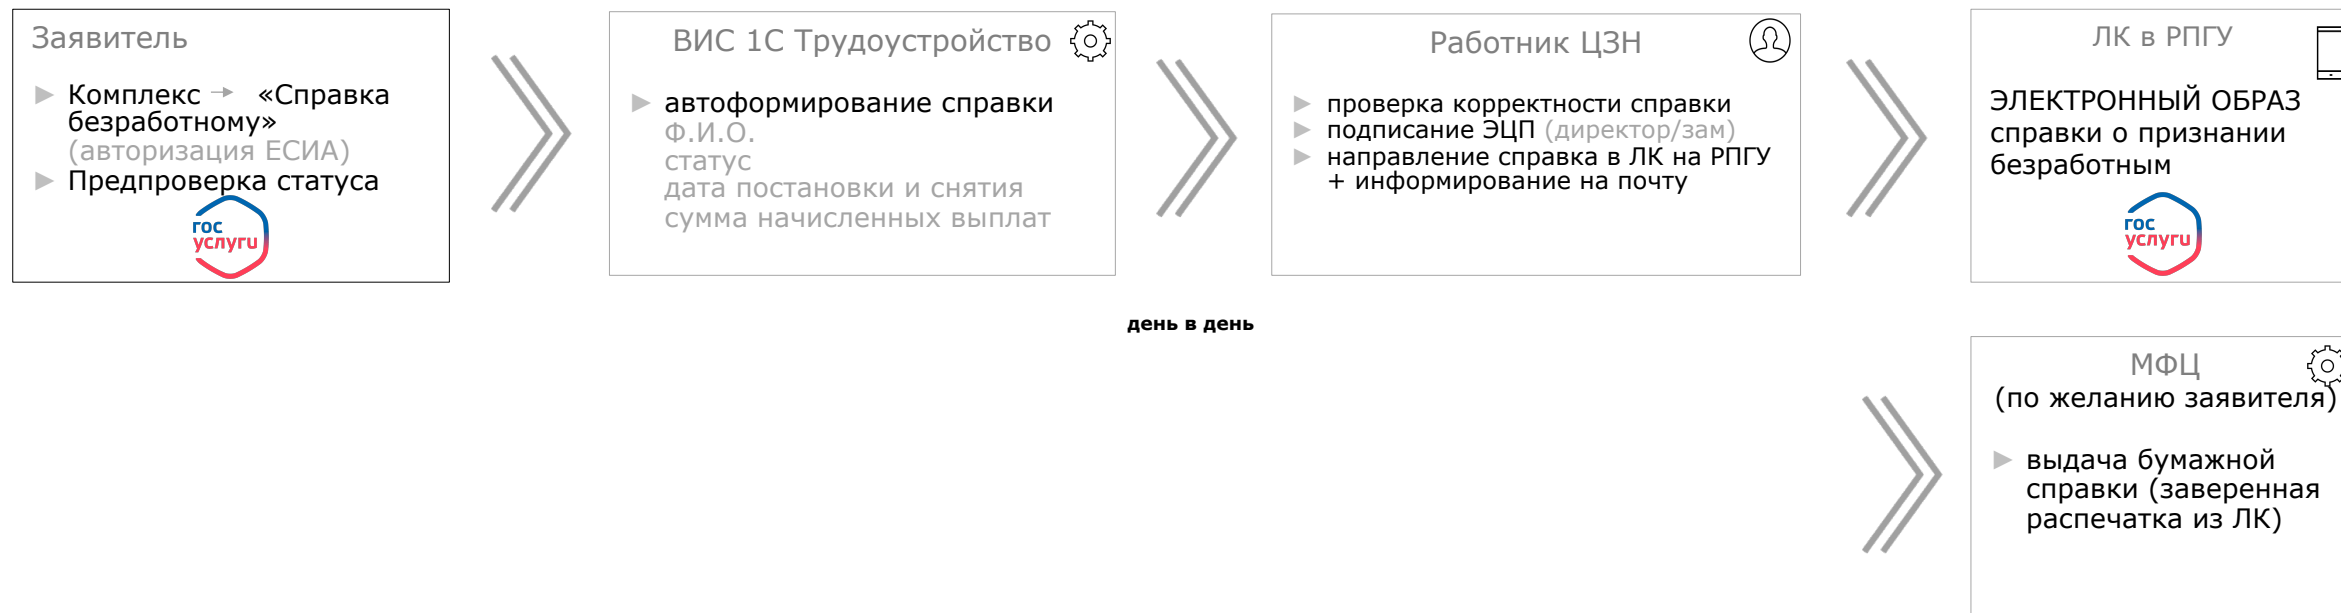 Заявитель
Комплекс → «Справка
безработному»
(авторизация ЕСИА)
Предпроверка статуса
гос
услуги
ВИС 1С Трудоустройство
автоформирование справки
Ф.И.О.
статус
дата постановки и снятия
сумма начисленных выплат
Работник ЦЗН
проверка корректности справки
подписание ЭЦП (директор/зам)
направление справка в ЛК на РПГУ
+ информирование на почту
ЛК в РПГУ
ЭЛЕКТРОННЫЙ ОБРАЗ
справки о признании
безработным
гос
услуги
день в день
МФЦ
(по желанию заявителя)
выдача бумажной
справки (заверенная
распечатка из ЛК)